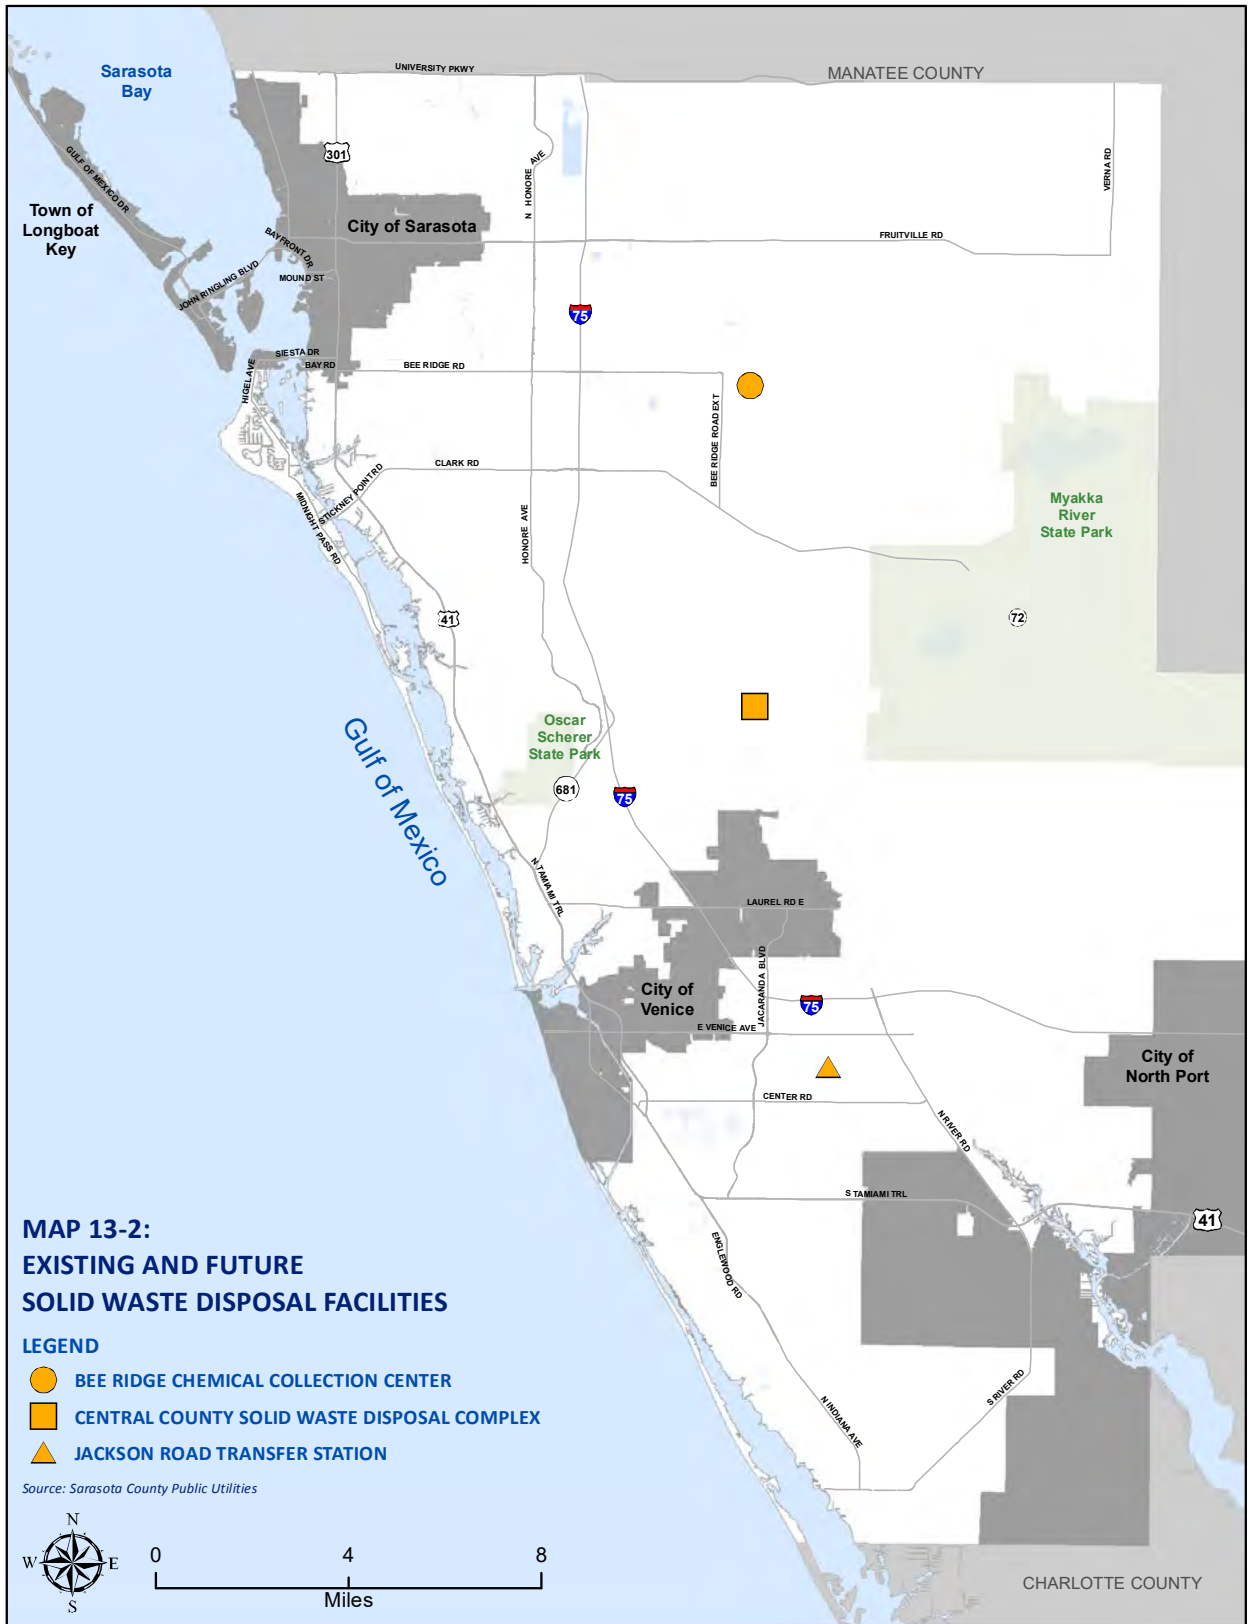 Sarasota
Bay
UNIVERSITY PKWY
MANATEE COUNTY
301
N HONORE AVE
VERNA RD
GULF OF MEXICO DR
Town of
Longboat
Key
City of Sarasota
BAYFRONT DR
FRUITVILLE RD
JOHN RINGLING BLVD
MOUND ST
75
SIESTA DR
BAY RD
BEE RIDGE RD
HIGEL AVE
BEE RIDGE ROAD EXT
CLARK RD
STICKNEY POINT RD
MIDNIGHT PASS RD
HONORE AVE
Myakka
River
State Park
41
72
Oscar
Scherer
State Park
Gulf of Mexico
681
75
N TAMIAMI TRL
LAUREL RD E
JACARANDA BLVD
City of
Venice
75
E VENICE AVE
City of
North Port
CENTER RD
N RIVER RD
S TAMIAMI TRL
41
ENGLEWOOD RD
N INDIANA AVE
S RIVER RD
MAP 13-2:
EXISTING AND FUTURE
SOLID WASTE DISPOSAL FACILITIES
LEGEND
BEE RIDGE CHEMICAL COLLECTION CENTER
CENTRAL COUNTY SOLID WASTE DISPOSAL COMPLEX
JACKSON ROAD TRANSFER STATION
Source: Sarasota County Public Utilities
N
W E
S
0 4 8
Miles
CHARLOTTE COUNTY